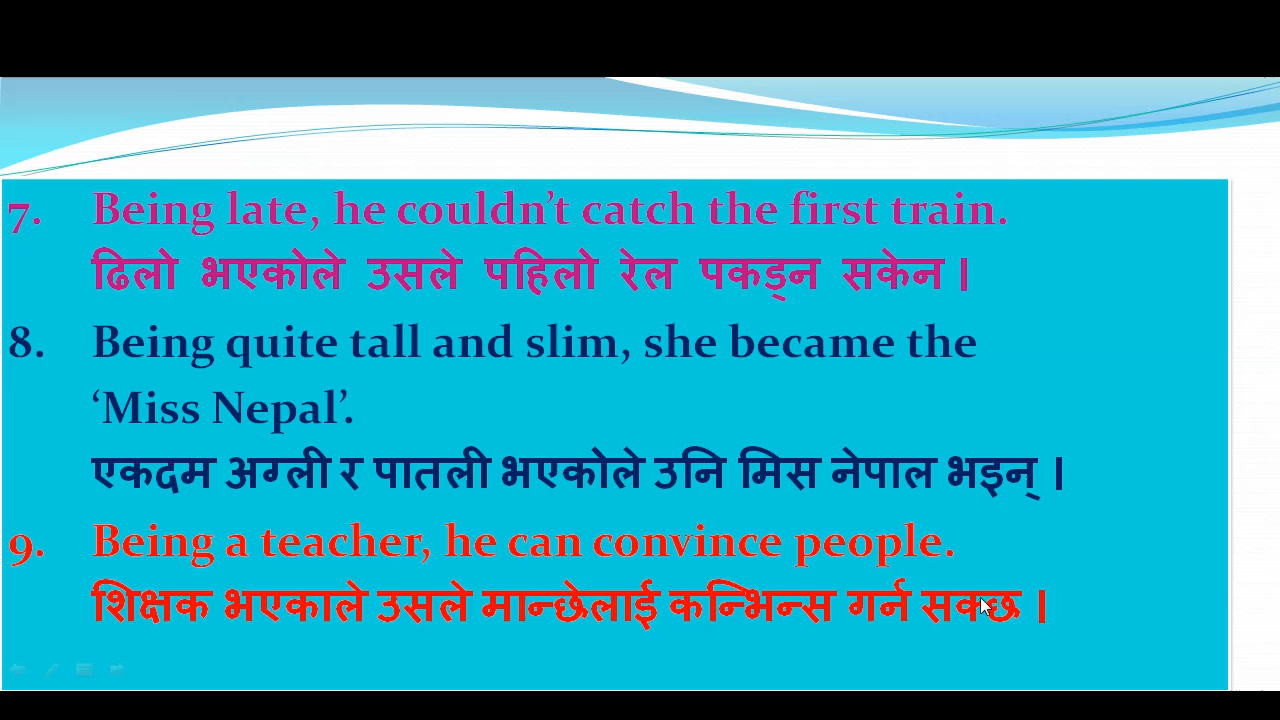 7. Being late, he couldn’t catch the first train.
ढिलो भएकोले उसले पहिलो रेल पकड्न सकेन ।
8. Being quite tall and slim, she became the
‘Miss Nepal’.
एकदम अग्ली र पातली भएकोले उनि मिस नेपाल भइन् ।
9. Being a teacher, he can convince people.
शिक्षक भएकाले उसले मान्छेलाई कन्भिन्स गर्न सक्छ ।